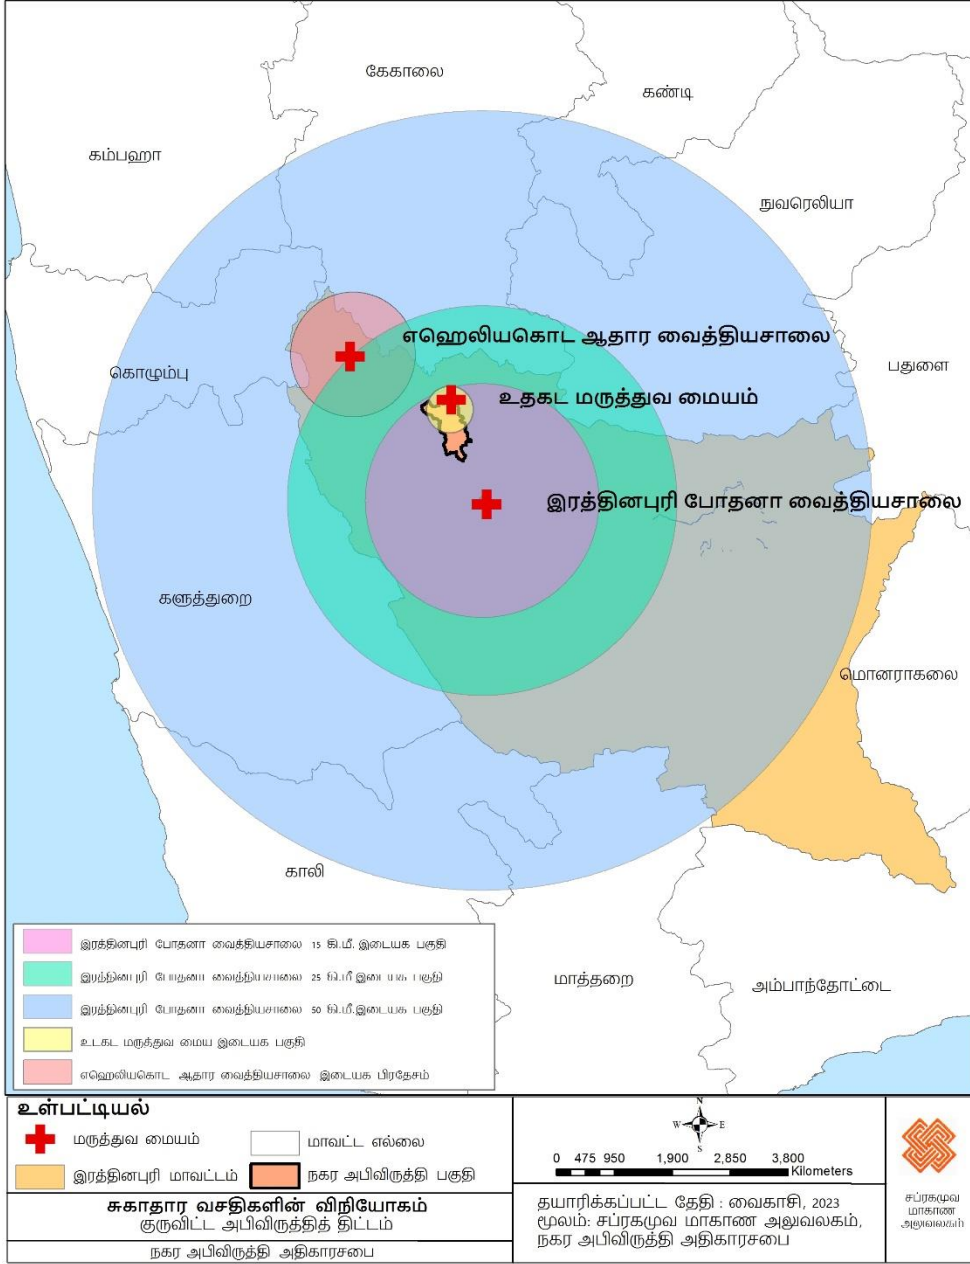 கேகாலை
கண்டி
கம்பஹா
நுவரெலியா
எஹெலியகொட ஆதார வைத்தியசாலை
பதுளை
கொழும்பு
உதகட மருத்துவ மையம்
இரத்தினபுரி போதனா வைத்தியசாலை
களுத்துறை
மொனராகலை
காலி
மாத்தறை
அம்பாந்தோட்டை
இரத்தினபுரி போதனா வைத்தியசாலை 15 கி.மீ. இடையக பகுதி
இரத்தினபுரி போதனா வைத்தியசாலை 25 கி.மீ இடையக பகுதி
இரத்தினபுரி போதனா வைத்தியசாலை 50 கி.மீ.இடையக பகுதி
உடகட மருத்துவ மைய இடையக பகுதி
எஹெலியகொட ஆதார வைத்தியசாலை இடையக பிரதேசம்
உள்பட்டியல்
மருத்துவ மையம்
மாவட்ட எல்லை
இரத்தினபுரி மாவட்டம்
நகர அபிவிருத்தி பகுதி
சுகாதார வசதிகளின் விநியோகம்
குருவிட்ட அபிவிருத்தித் திட்டம்
நகர அபிவிருத்தி அதிகாரசபை
N
W E
S
0 475 950 1,900 2,850 3,800
Kilometers
தயாரிக்கப்பட்ட தேதி : வைகாசி, 2023
மூலம்: சப்ரகமுவ மாகாண அலுவலகம்,
நகர அபிவிருத்தி அதிகாரசபை
சப்ரகமுவ
மாகாண
அலுவலகம்